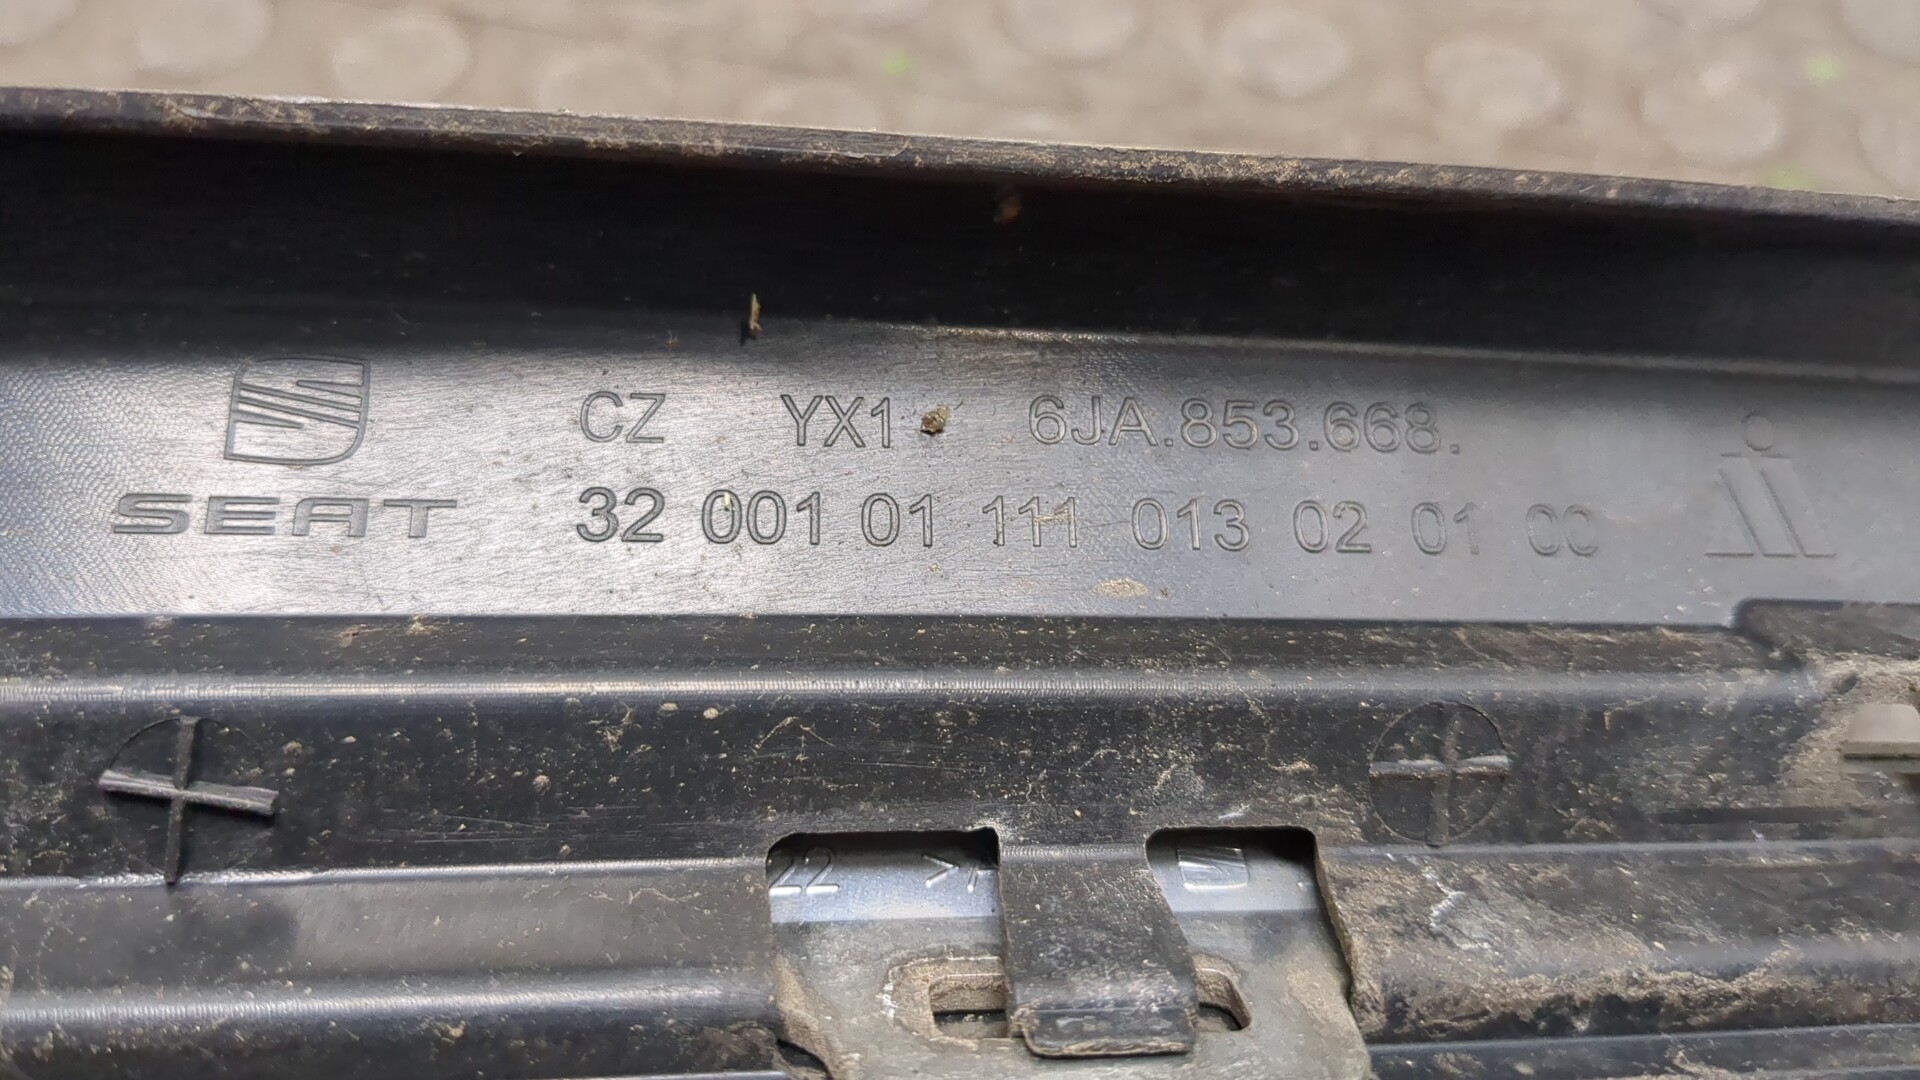 CZ YX1 6JA.853.668.
SEAT 32 001 01 111 013 02 01 00
22 >